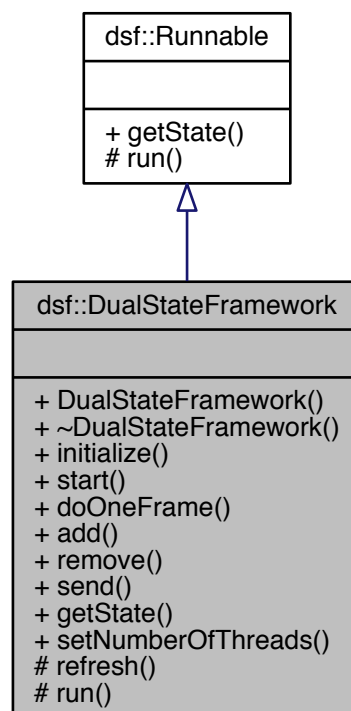 dsf::Runnable
+ getState()
# run()
dsf::DualStateFramework
+ DualStateFramework()
+ ~DualStateFramework()
+ initialize()
+ start()
+ doOneFrame()
+ add()
+ remove()
+ send()
+ getState()
+ setNumberOfThreads()
# refresh()
# run()